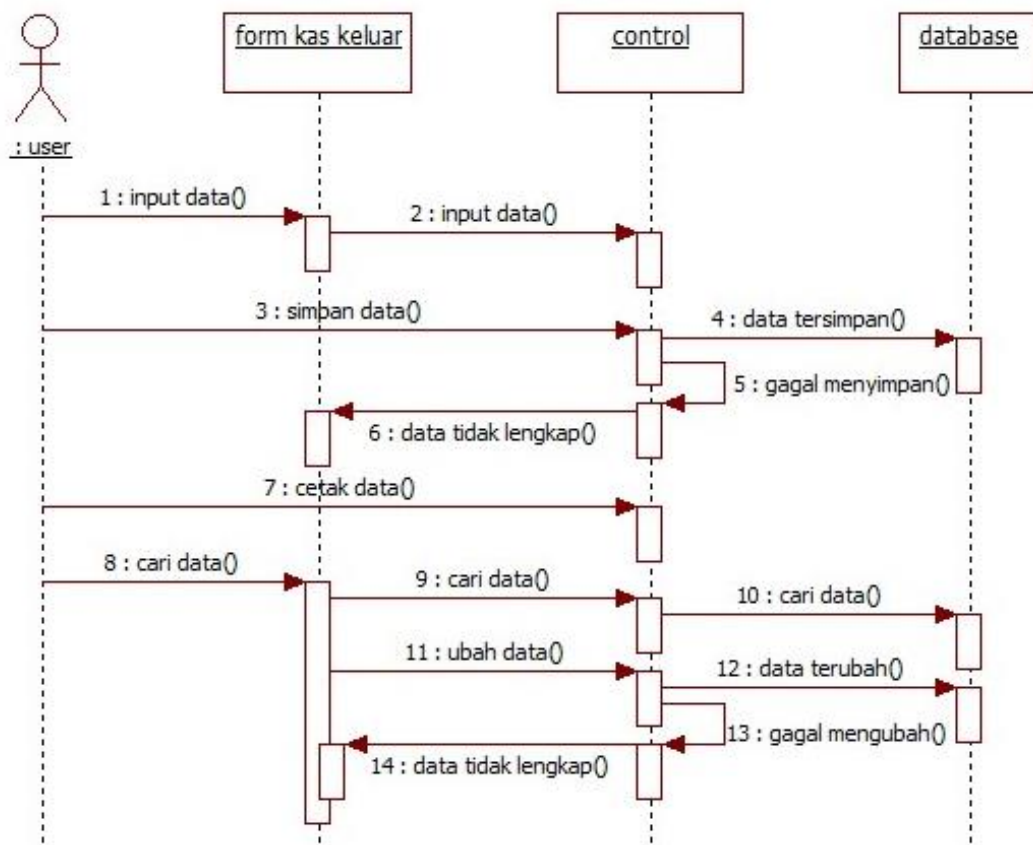 form kas keluar
control
database
: user
1 : input data()
2 : input data()
3 : simpan data()
4 : data tersimpan()
5 : gagal menyimpan()
6 : data tidak lengkap()
7 : cetak data()
8 : cari data()
9 : cari data()
10 : cari data()
11 : ubah data()
12 : data terubah()
13 : gagal mengubah()
14 : data tidak lengkap()